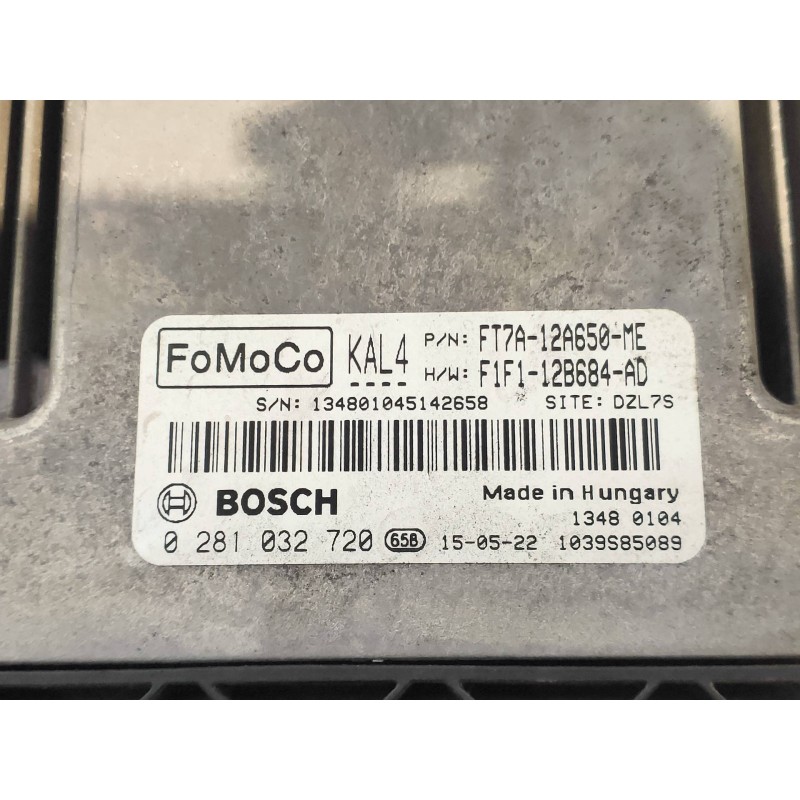 FoMoCo KAL4 P/N: FT7A-12A650-ME
H/W: F1F1-12B684-AD
S/N: 134801045142658 SITE: DZL7S
BOSCH Made in Hungary
1348 0104
0 281 032 720 65B 15-05-22 1039S85089